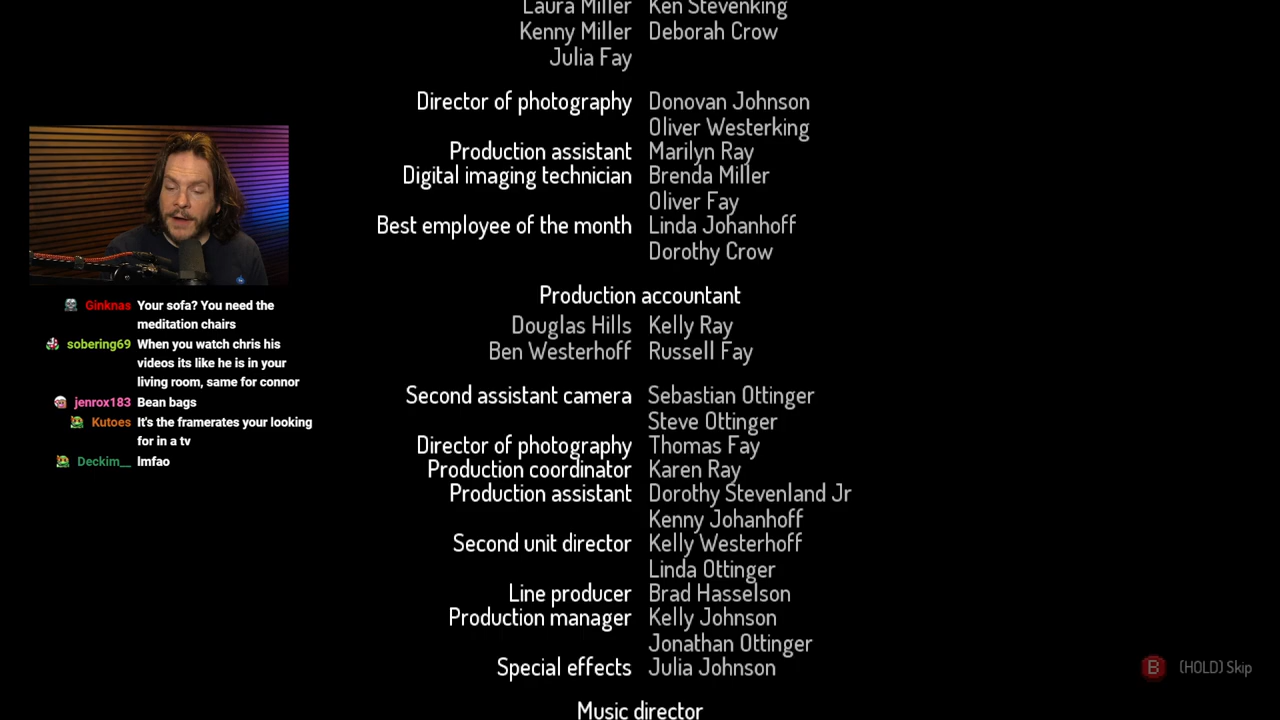 Laura Miller Ken Stevenking
Kenny Miller Deborah Crow
Julia Fay
Director of photography Donovan Johnson
Oliver Westerking
Production assistant Marilyn Ray
Digital imaging technician Brenda Miller
Oliver Fay
Best employee of the month Linda Johanhoff
Dorothy Crow
Production accountant
Douglas Hills Kelly Ray
Ben Westerhoff Russell Fay
Second assistant camera Sebastian Ottinger
Steve Ottinger
Director of photography Thomas Fay
Production coordinator Karen Ray
Production assistant Dorothy Stevenland Jr
Kenny Johanhoff
Second unit director Kelly Westerhoff
Linda Ottinger
Line producer Brad Hasselson
Production manager Kelly Johnson
Jonathan Ottinger
Special effects Julia Johnson
Music director
Ginknas Your sofa? You need the
meditation chairs
sobering69 When you watch chris his
videos its like he is in your
living room, same for connor
jenrox183 Bean bags
Kutoes It's the framerates your looking
for in a tv
Deckim__ lmfao
B [HOLD] Skip